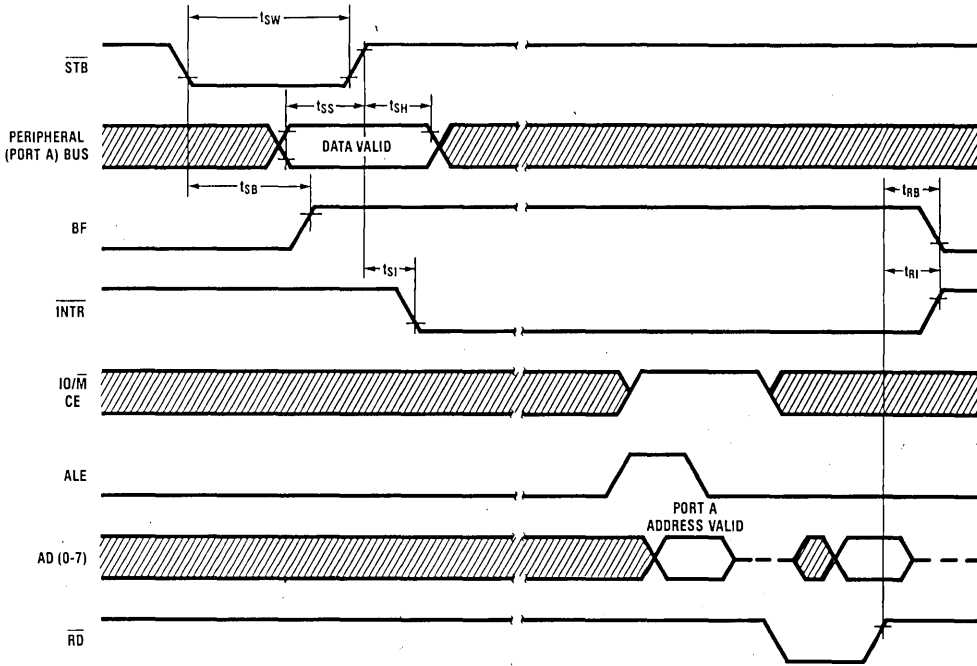 tSW
STB
tSS
tSH
PERIPHERAL
(PORT A) BUS
DATA VALID
tSB
tRB
BF
tSI
tRI
INTR
IO/M
CE
ALE
PORT A
ADDRESS VALID
AD (0-7)
RD